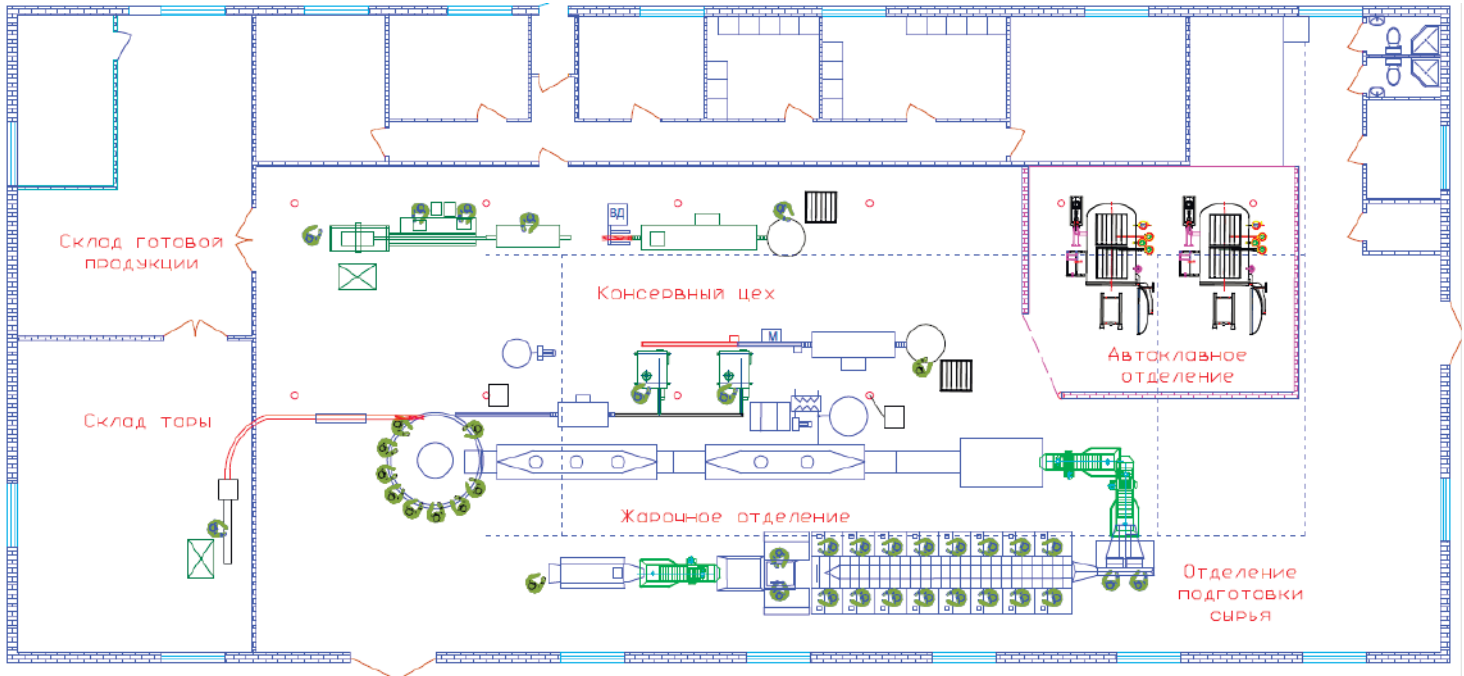 ВД
Склад готовой
продукции
Консервный цех
М
Автоклавное
отделение
Склад тары
Жарочное отделение
Отделение
подготовки
сырья